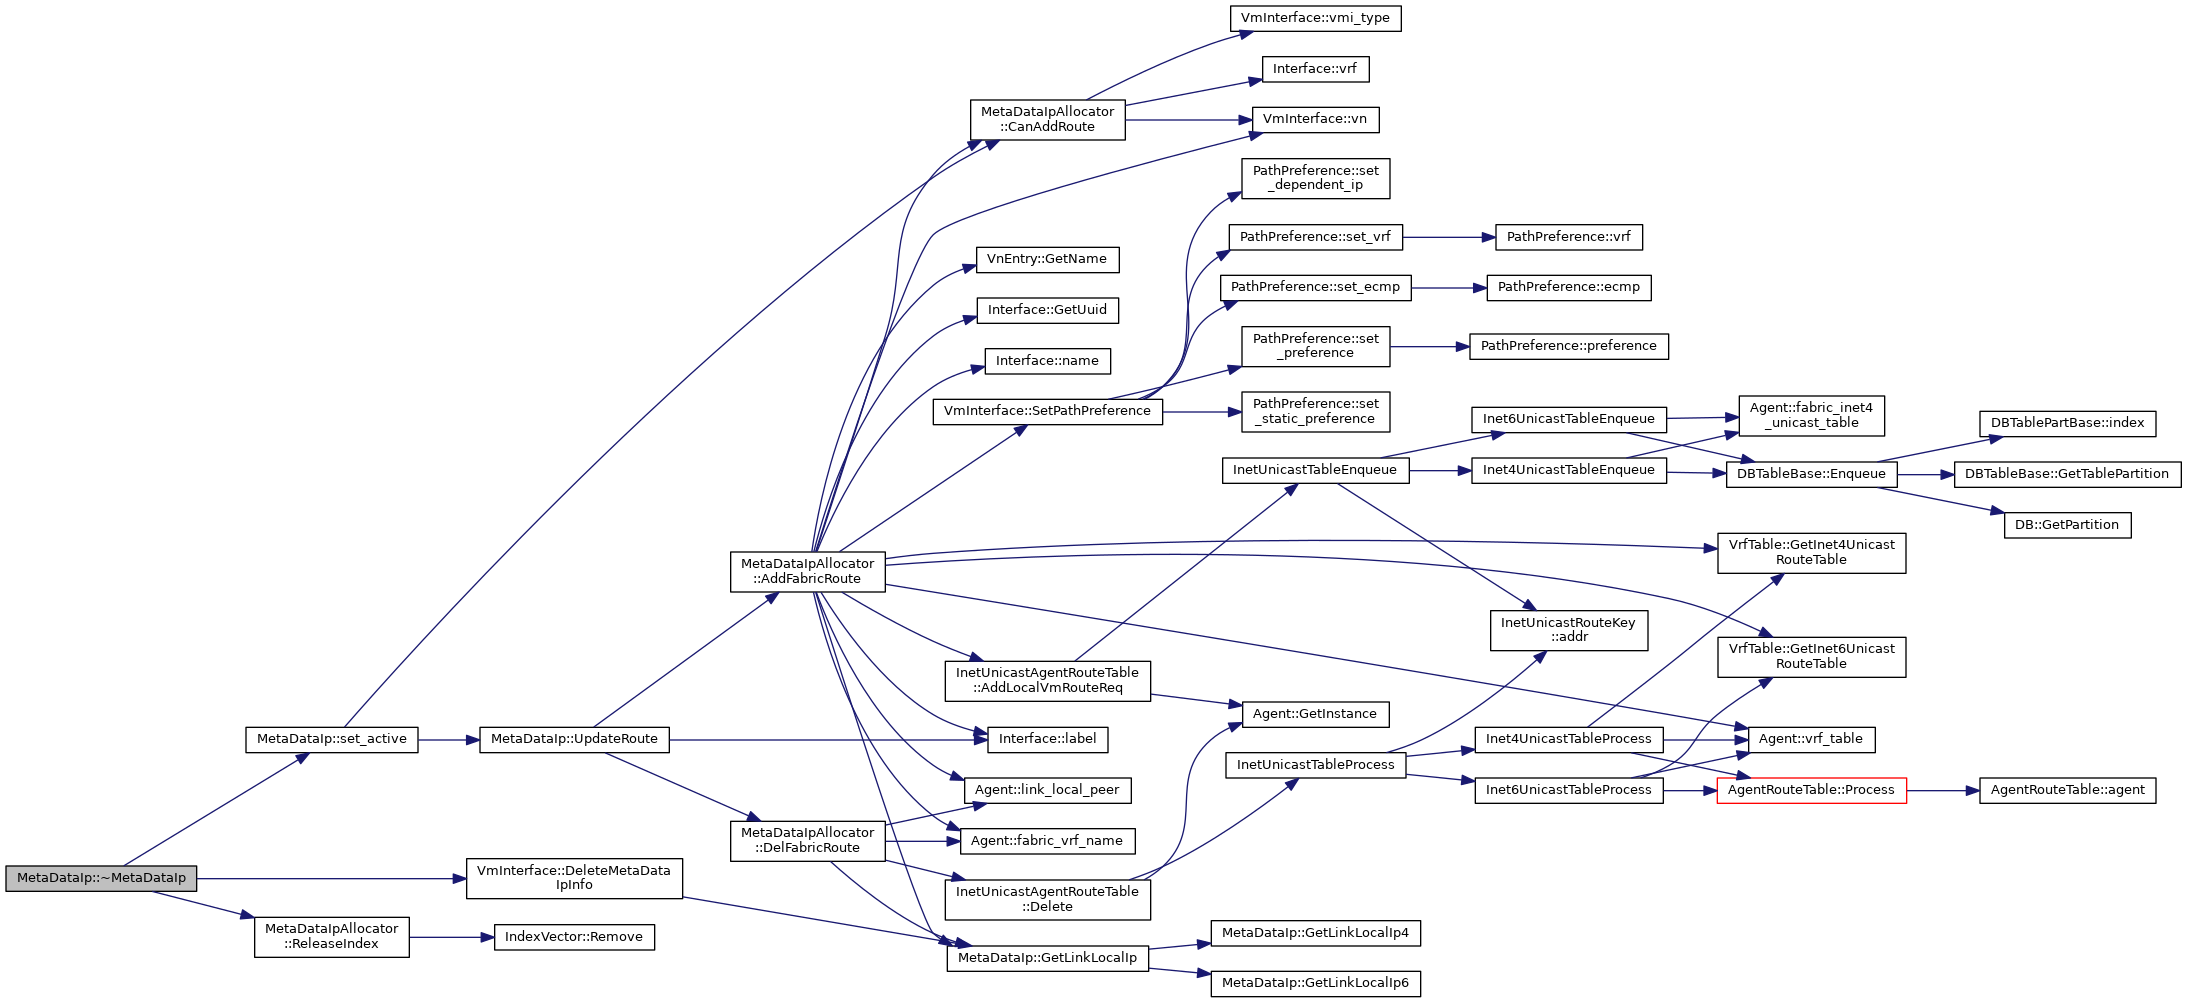 MetaDataIp::~MetaDataIp
MetaDataIp::set_active
VmInterface::DeleteMetaData
IpInfo
MetaDataIpAllocator
::ReleaseIndex
MetaDataIp::UpdateRoute
IndexVector::Remove
MetaDataIpAllocator
::AddFabricRoute
MetaDataIpAllocator
::DelFabricRoute
MetaDataIpAllocator
::CanAddRoute
VnEntry::GetName
Interface::GetUuid
Interface::name
VmInterface::SetPathPreference
InetUnicastAgentRouteTable
::AddLocalVmRouteReq
Interface::label
Agent::link_local_peer
Agent::fabric_vrf_name
InetUnicastAgentRouteTable
::Delete
MetaDataIp::GetLinkLocalIp
VmInterface::vmi_type
Interface::vrf
VmInterface::vn
PathPreference::set
_dependent_ip
PathPreference::set_vrf
PathPreference::set_ecmp
PathPreference::set
_preference
PathPreference::set
_static_preference
InetUnicastTableEnqueue
Agent::GetInstance
InetUnicastTableProcess
MetaDataIp::GetLinkLocalIp4
MetaDataIp::GetLinkLocalIp6
PathPreference::vrf
PathPreference::ecmp
PathPreference::preference
Inet6UnicastTableEnqueue
Inet4UnicastTableEnqueue
InetUnicastRouteKey
::addr
Inet4UnicastTableProcess
Inet6UnicastTableProcess
Agent::fabric_inet4
_unicast_table
DBTableBase::Enqueue
VrfTable::GetInet4Unicast
RouteTable
VrfTable::GetInet6Unicast
RouteTable
Agent::vrf_table
AgentRouteTable::Process
DBTablePartBase::index
DBTableBase::GetTablePartition
DB::GetPartition
AgentRouteTable::agent